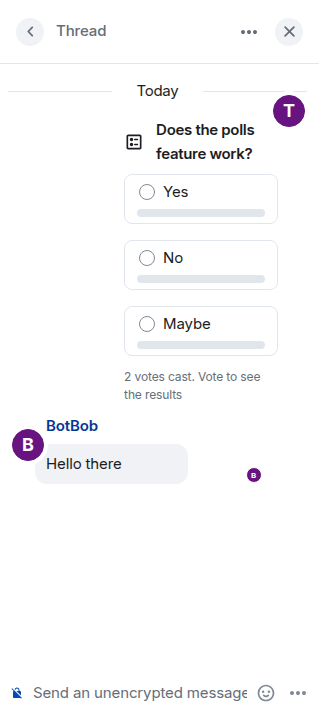 Thread
Today
T
Does the polls
feature work?
Yes
No
Maybe
2 votes cast. Vote to see
the results
BotBob
B
Hello there
B
Send an unencrypted message